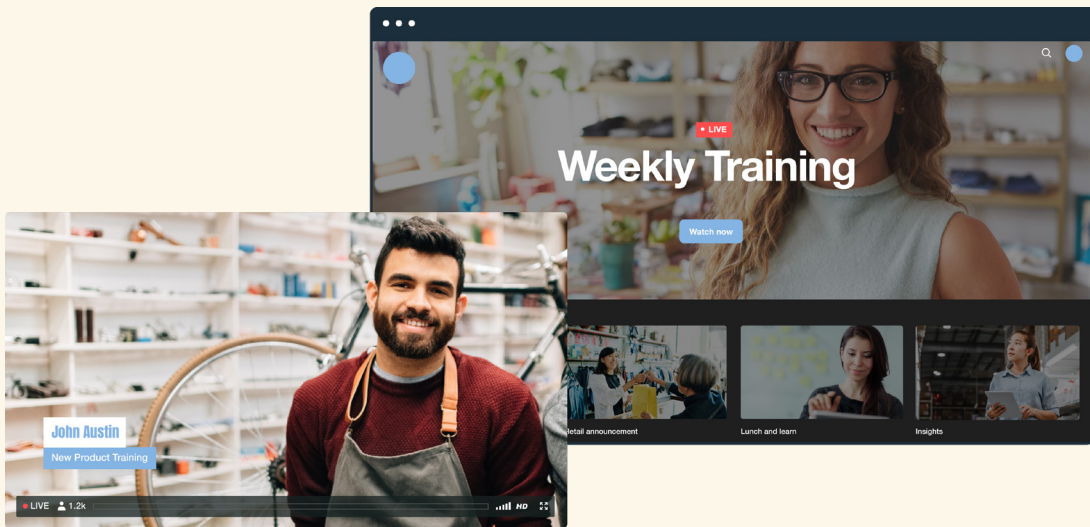 LIVE
Weekly Training
Watch now
Retail announcement
Lunch and learn
Insights
John Austin
New Product Training
LIVE 1.2k HD